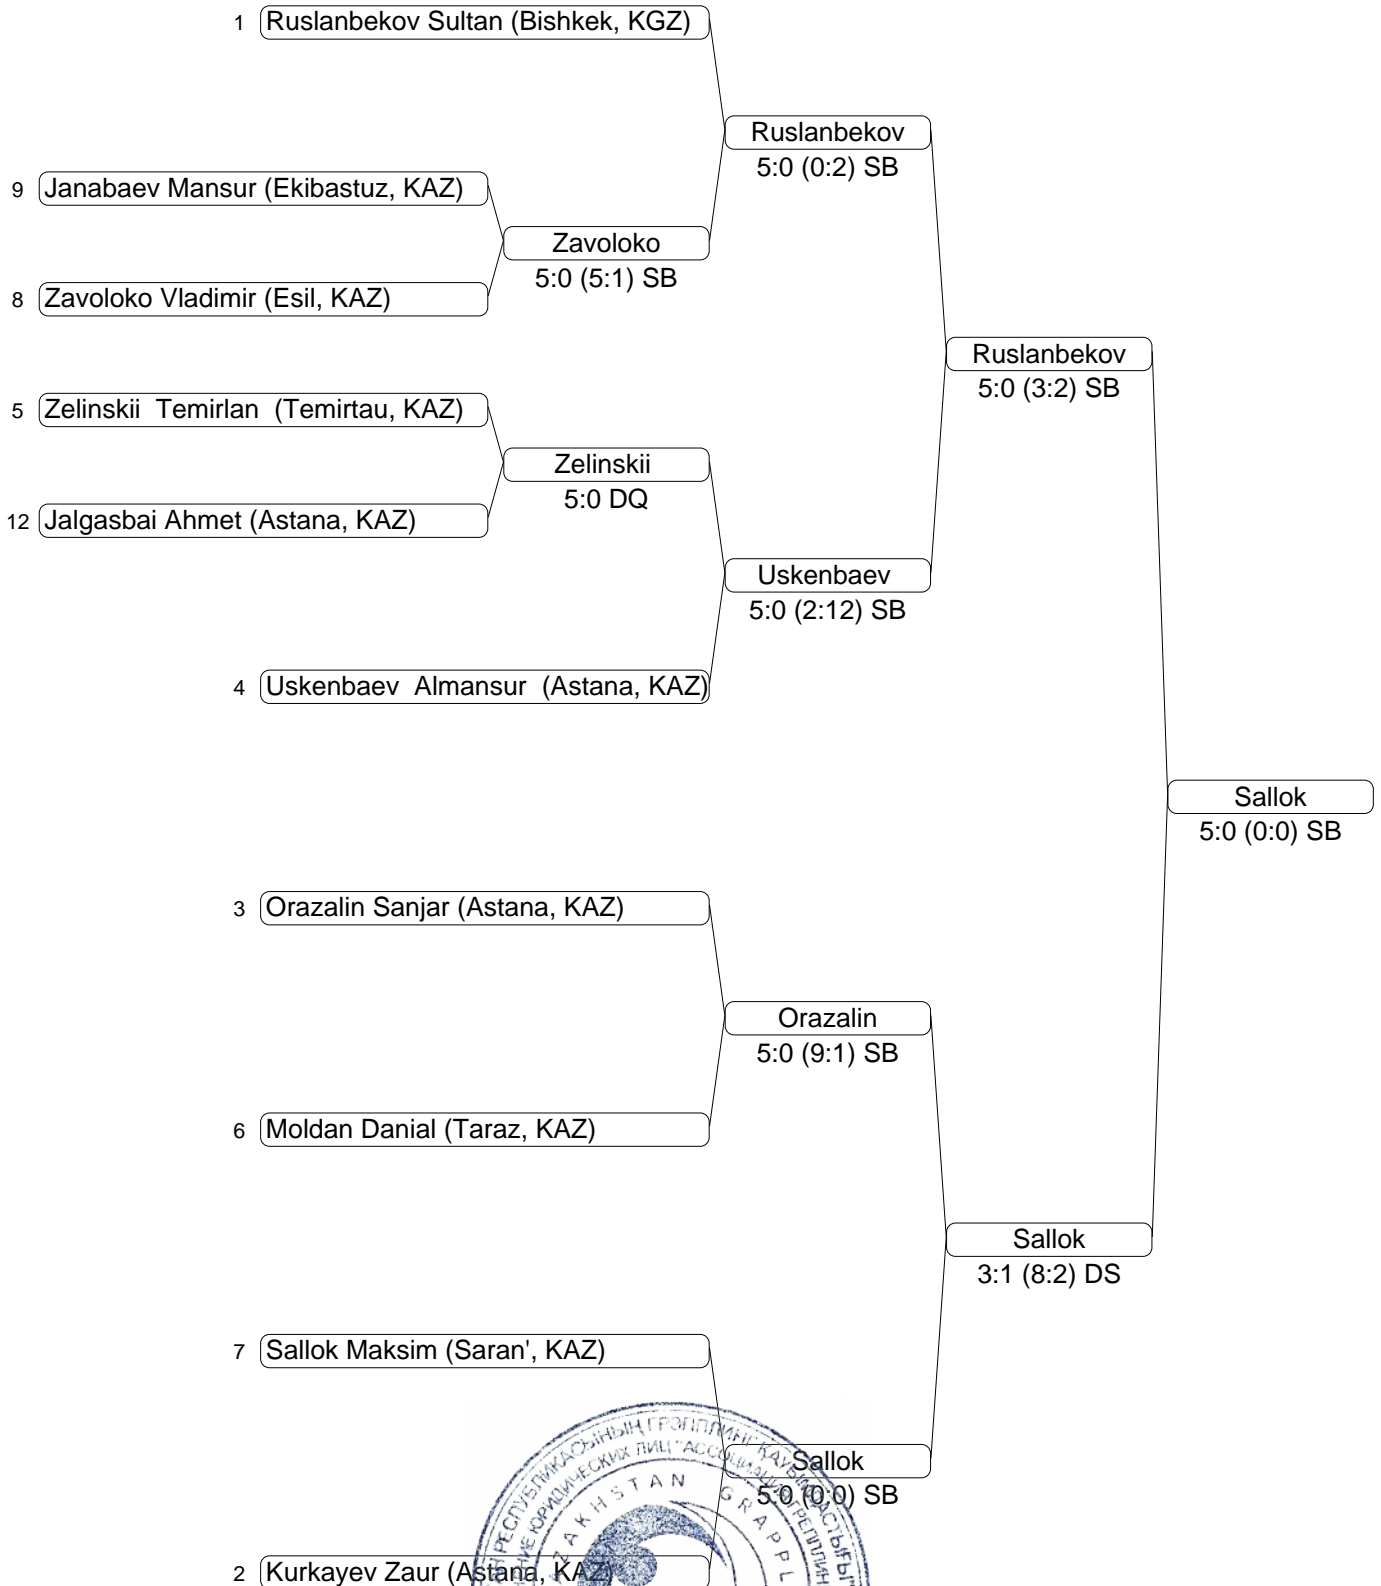 1 Ruslanbekov Sultan (Bishkek, KGZ)
Ruslanbekov
5:0 (0:2) SB
9 Janabaev Mansur (Ekibastuz, KAZ)
Zavoloko
5:0 (5:1) SB
8 Zavoloko Vladimir (Esil, KAZ)
Ruslanbekov
5:0 (3:2) SB
5 Zelinskii Temirlan (Temirtau, KAZ)
Zelinskii
5:0 DQ
12 Jalgasbai Ahmet (Astana, KAZ)
Uskenbaev
5:0 (2:12) SB
4 Uskenbaev Almansur (Astana, KAZ)
Sallok
5:0 (0:0) SB
3 Orazalin Sanjar (Astana, KAZ)
Orazalin
5:0 (9:1) SB
6 Moldan Danial (Taraz, KAZ)
Sallok
3:1 (8:2) DS
7 Sallok Maksim (Saran', KAZ)
Sallok
5:0 (0:0) SB
2 Kurkayev Zaur (Astana, KAZ)